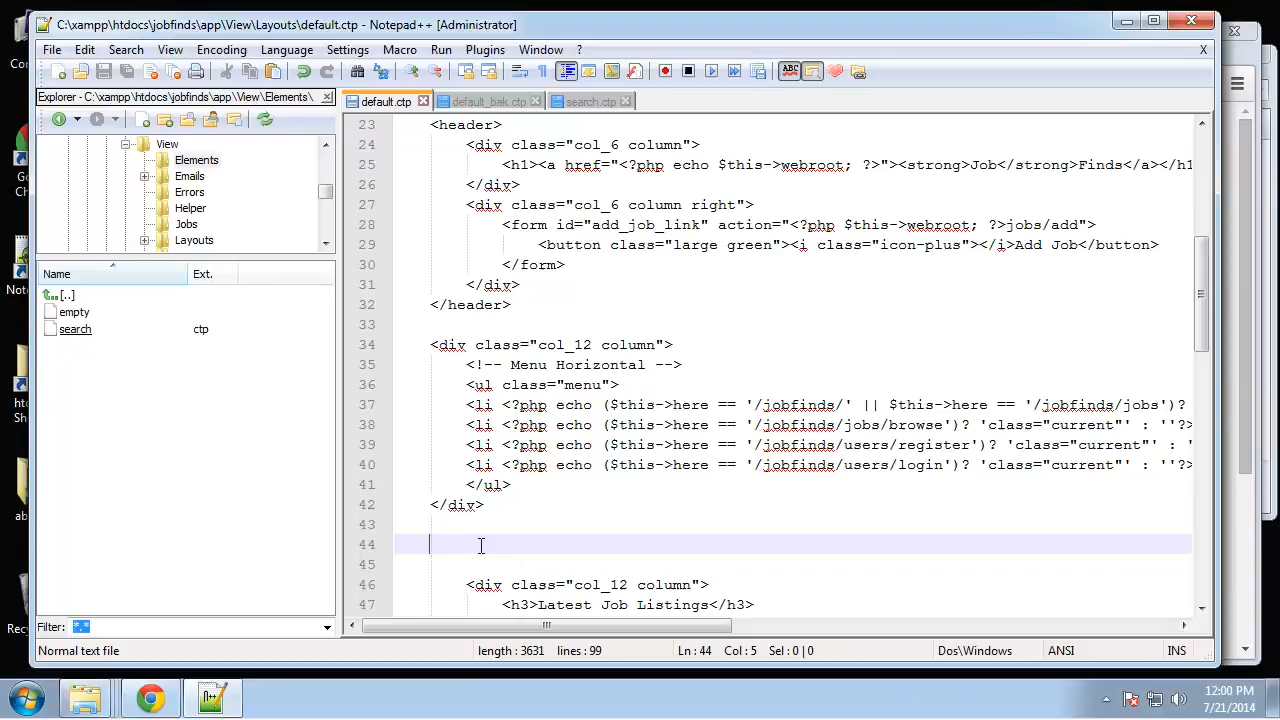 C:\xampp\htdocs\jobfinds\app\View\Layouts\default.ctp - Notepad++ [Administrator]
File Edit Search View Encoding Language Settings Macro Run Plugins Window ? X
Explorer - C:\xampp\htdocs\jobfinds\app\View\Elements\
default.ctp default_bak.ctp search.ctp
View
Elements
Emails
Errors
Helper
Jobs
Layouts
Name Ext.
[..]
empty
search ctp
Filter: *.*
23 <header>
24 <div class="col_6 column">
25 <h1><a href="<?php echo $this->webroot; ?>"><strong>Job</strong>Finds</a></h1
26 </div>
27 <div class="col_6 column right">
28 <form id="add_job_link" action="<?php $this->webroot; ?>jobs/add">
29 <button class="large green"><i class="icon-plus"></i>Add Job</button>
30 </form>
31 </div>
32 </header>
33
34 <div class="col_12 column">
35 <!-- Menu Horizontal -->
36 <ul class="menu">
37 <li <?php echo ($this->here == '/jobfinds/' || $this->here == '/jobfinds/jobs')?
38 <li <?php echo ($this->here == '/jobfinds/jobs/browse')? 'class="current"' : ''?>
39 <li <?php echo ($this->here == '/jobfinds/users/register')? 'class="current"' : '
40 <li <?php echo ($this->here == '/jobfinds/users/login')? 'class="current"' : ''?>
41 </ul>
42 </div>
43
44
45
46 <div class="col_12 column">
47 <h3>Latest Job Listings</h3>
Normal text file length : 3631 lines : 99 Ln : 44 Col : 5 Sel : 0 | 0 Dos\Windows ANSI INS
12:00 PM
7/21/2014